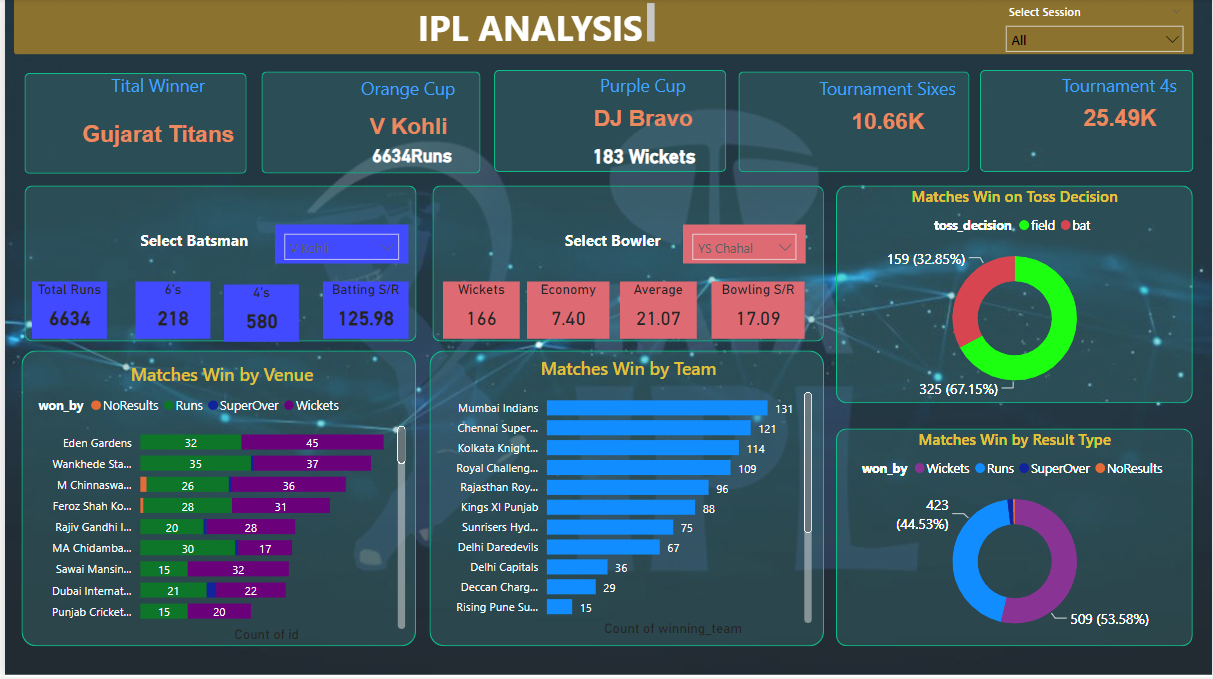 IPL ANALYSIS
Select Session
All
Tital Winner
Gujarat Titans
Orange Cup
V Kohli
6634Runs
Purple Cup
DJ Bravo
183 Wickets
Tournament Sixes
10.66K
Tournament 4s
25.49K
Select Batsman
V Kohli
Total Runs
6634
6's
218
4's
580
Batting S/R
125.98
Select Bowler
YS Chahal
Wickets
166
Economy
7.40
Average
21.07
Bowling S/R
17.09
Matches Win on Toss Decision
toss_decision field bat
159 (32.85%)
325 (67.15%)
Matches Win by Venue
won_by NoResults Runs SuperOver Wickets
Eden Gardens 32 45
Wankhede Sta... 35 37
M Chinnaswa... 26 36
Feroz Shah Ko... 28 31
Rajiv Gandhi I... 20 28
MA Chidamba... 30 17
Sawai Mansin... 15 32
Dubai Internat... 21 22
Punjab Cricket... 15 20
Count of id
Matches Win by Team
Mumbai Indians 131
Chennai Super... 121
Kolkata Knight... 114
Royal Challeng... 109
Rajasthan Roy... 96
Kings XI Punjab 88
Sunrisers Hyd... 75
Delhi Daredevils 67
Delhi Capitals 36
Deccan Charg... 29
Rising Pune Su... 15
Count of winning_team
Matches Win by Result Type
won_by Wickets Runs SuperOver NoResults
423
(44.53%)
509 (53.58%)
IPL